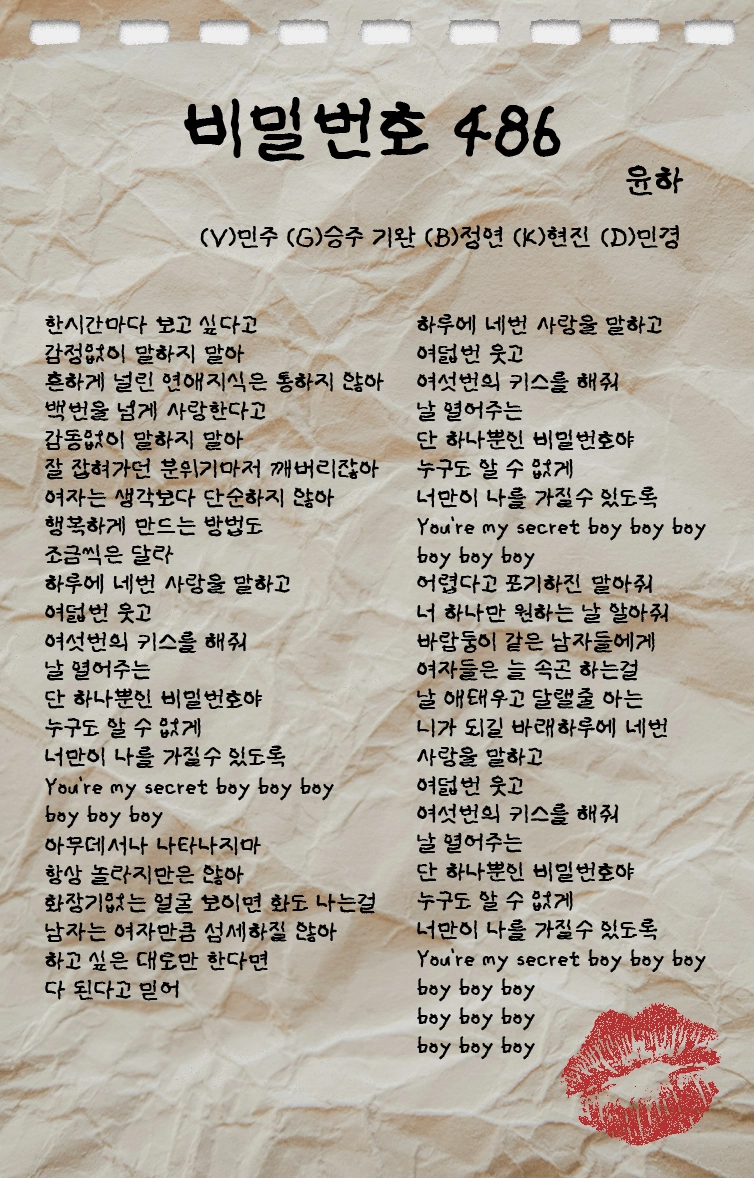 비밀번호 486
윤하
(V)민주 (G)승주 기완 (B)정연 (K)현진 (D)민경
한시간마다 보고 싶다고
감정없이 말하지 말아
흔하게 널린 연애지식은 통하지 않아
백번을 넘게 사랑한다고
감동없이 말하지 말아
잘 잡혀가던 분위기마저 깨버리잖아
여자는 생각보다 단순하지 않아
행복하게 만드는 방법도
조금씩은 달라
하루에 네번 사랑을 말하고
여덟번 웃고
여섯번의 키스를 해줘
날 열어주는
단 하나뿐인 비밀번호야
누구도 알 수 없게
너만이 나를 가질수 있도록
You're my secret boy boy boy
boy boy boy
아무데서나 나타나지마
항상 놀라지만은 않아
화장기없는 얼굴 보이면 화도 나는걸
남자는 여자만큼 섬세하질 않아
하고 싶은 대로만 한다면
다 된다고 믿어
하루에 네번 사랑을 말하고
여덟번 웃고
여섯번의 키스를 해줘
날 열어주는
단 하나뿐인 비밀번호야
누구도 알 수 없게
너만이 나를 가질수 있도록
You're my secret boy boy boy
boy boy boy
어렵다고 포기하진 말아줘
너 하나만 원하는 날 알아줘
바람둥이 같은 남자들에게
여자들은 늘 속곤 하는걸
날 애태우고 달랠줄 아는
니가 되길 바래하루에 네번
사랑을 말하고
여덟번 웃고
여섯번의 키스를 해줘
날 열어주는
단 하나뿐인 비밀번호야
누구도 알 수 없게
너만이 나를 가질수 있도록
You're my secret boy boy boy
boy boy boy
boy boy boy
boy boy boy